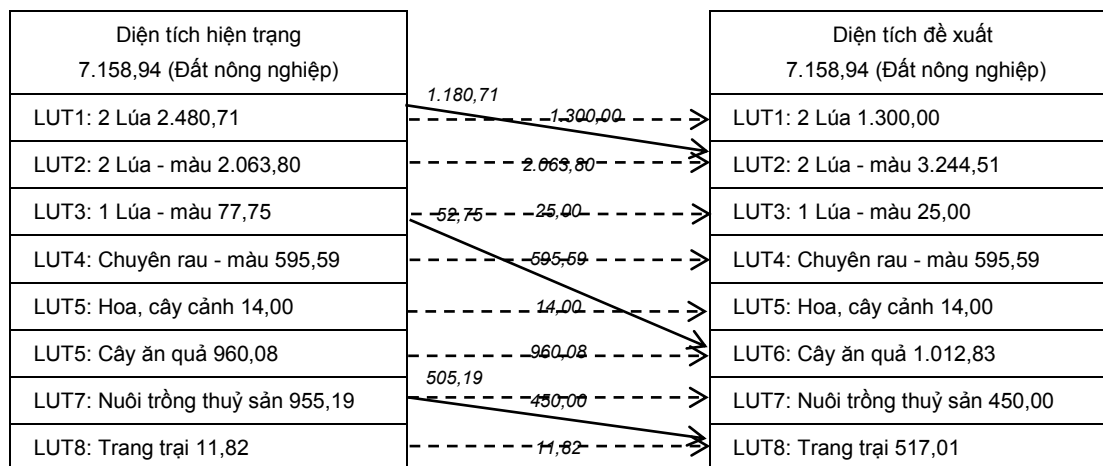 Diện tích hiện trạng
7.158,94 (Đất nông nghiệp)
Diện tích đề xuất
7.158,94 (Đất nông nghiệp)
1.180,71
LUT1: 2 Lúa 2.480,71
1.300,00
LUT1: 2 Lúa 1.300,00
LUT2: 2 Lúa - màu 2.063,80
2.063,80
LUT2: 2 Lúa - màu 3.244,51
LUT3: 1 Lúa - màu 77,75
52,75
25,00
LUT3: 1 Lúa - màu 25,00
LUT4: Chuyên rau - màu 595,59
595,59
LUT4: Chuyên rau - màu 595,59
LUT5: Hoa, cây cảnh 14,00
14,00
LUT5: Hoa, cây cảnh 14,00
LUT5: Cây ăn quả 960,08
960,08
LUT6: Cây ăn quả 1.012,83
505,19
LUT7: Nuôi trồng thuỷ sản 955,19
450,00
LUT7: Nuôi trồng thuỷ sản 450,00
LUT8: Trang trại 11,82
11,82
LUT8: Trang trại 517,01